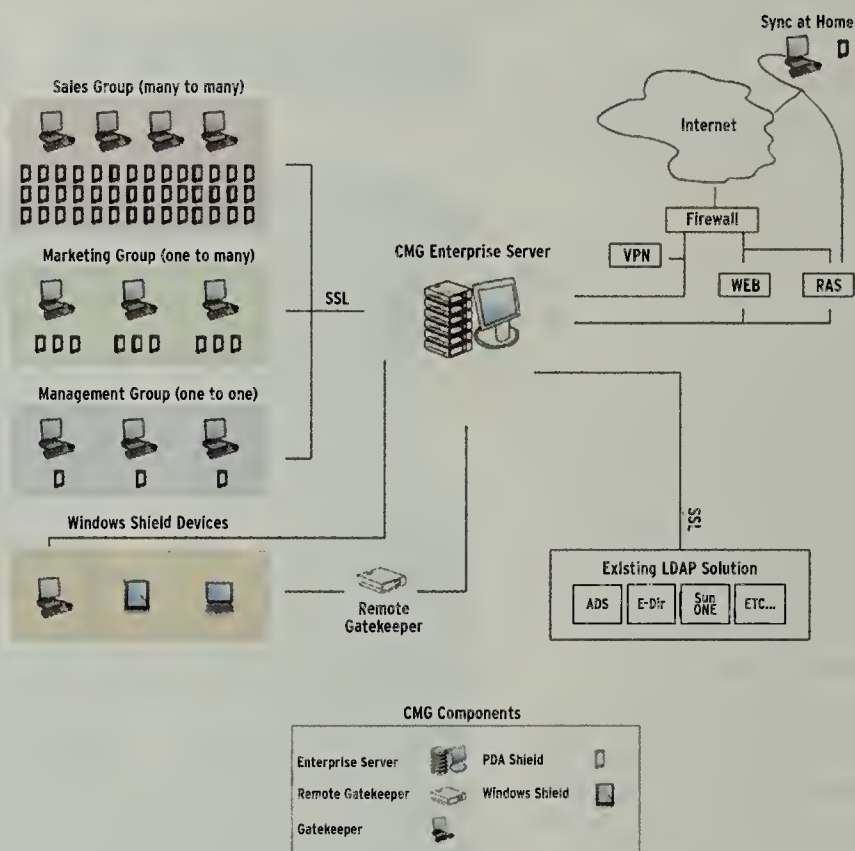 Sync at Home
Sales Group (many to many)
Internet
Firewall
Marketing Group (one to many)
CMG Enterprise Server
VPN
WEB
RAS
SSL
Management Group (one to one)
Windows Shield Devices
SSL
Existing LDAP Solution
ADS
E-Dir
Sun
ONE
ETC...
Remote
Gatekeeper
CMG Components
Enterprise Server
PDA Shield
Remote Gatekeeper
Windows Shield
Gatekeeper